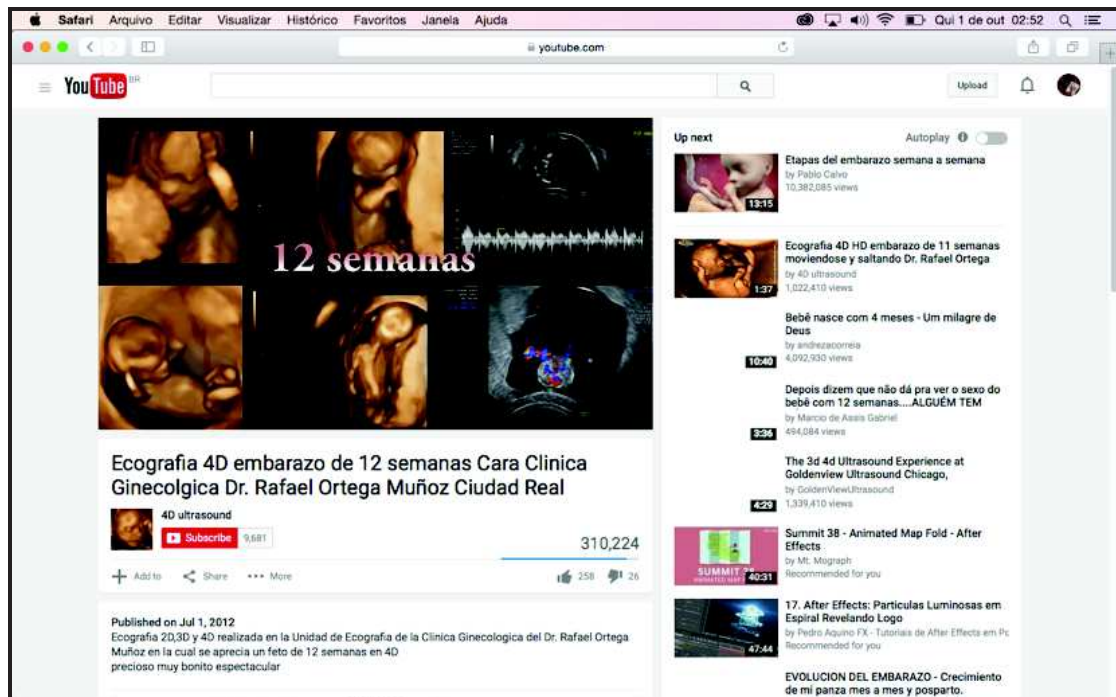 Safari Arquivo Editar Visualizar Histórico Favoritos Janela Ajuda Qui 1 de out 02:52
youtube.com
YouTube BR
Upload
12 semanas
Ecografia 4D embarazo de 12 semanas Cara Clinica
Ginecolgica Dr. Rafael Ortega Muñoz Ciudad Real
4D ultrasound
Subscribe 9,681
310,224
Add to Share More 258 26
Published on Jul 1, 2012
Ecografia 2D,3D y 4D realizada en la Unidad de Ecografia de la Clinica Ginecologica del Dr. Rafael Ortega
Muñoz en la cual se aprecia un feto de 12 semanas en 4D
precioso muy bonito espectacular
Up next Autoplay
Etapas del embarazo semana a semana
by Pablo Calvo
10,382,085 views
13:15
Ecografia 4D HD embarazo de 11 semanas
moviendose y saltando Dr. Rafael Ortega
by 4D ultrasound
1,022,410 views
1:37
Bebê nasce com 4 meses - Um milagre de
Deus
by andrezacorreia
4,092,930 views
10:40
Depois dizem que não dá pra ver o sexo do
bebê com 12 semanas....ALGUÉM TEM
by Marcio de Assis Gabriel
494,084 views
3:36
The 3d 4d Ultrasound Experience at
Goldenview Ultrasound Chicago,
by GoldenViewUltrasound
1,339,410 views
4:29
Summit 38 - Animated Map Fold - After
Effects
by Mt. Mograph
Recommended for you
SUMMIT 38
ANIMATED MAP
40:31
17. After Effects: Particulas Luminosas em
Espiral Revelando Logo
by Pedro Aquino FX - Tutoriais de After Effects em Po
Recommended for you
47:44
EVOLUCION DEL EMBARAZO - Crecimiento
de mi panza mes a mes y posparto.